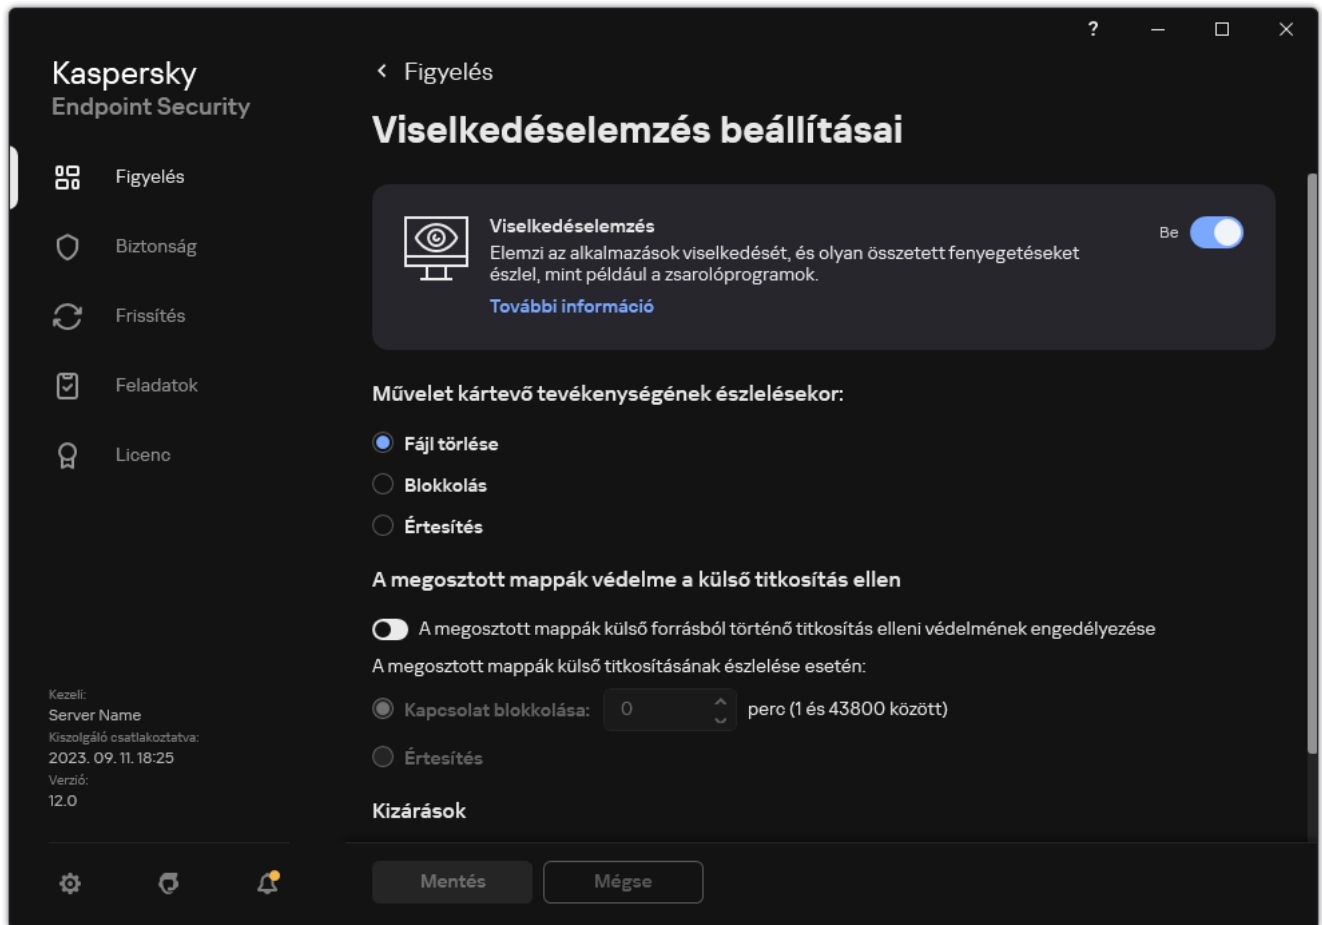 ?
Kaspersky
Endpoint Security
Figyelés
Biztonság
Frissítés
Feladatok
Licenc
Kezeli:
Server Name
Kiszolgáló csatlakoztatva:
2023. 09. 11. 18:25
Verzió:
12.0
Figyelés
Viselkedéselemzés beállításai
Viselkedéselemzés
Be
Elemzi az alkalmazások viselkedését, és olyan összetett fenyegetéseket
észlel, mint például a zsarolóprogramok.
További információ
Művelet kártevő tevékenységének észlelésekor:
Fájl törlése
Blokkolás
Értesítés
A megosztott mappák védelme a külső titkosítás ellen
A megosztott mappák külső forrásból történő titkosítás elleni védelmének engedélyezése
A megosztott mappák külső titkosításának észlelése esetén:
Kapcsolat blokkolása: 0 perc (1 és 43800 között)
Értesítés
Kizárások
Mentés
Mégse